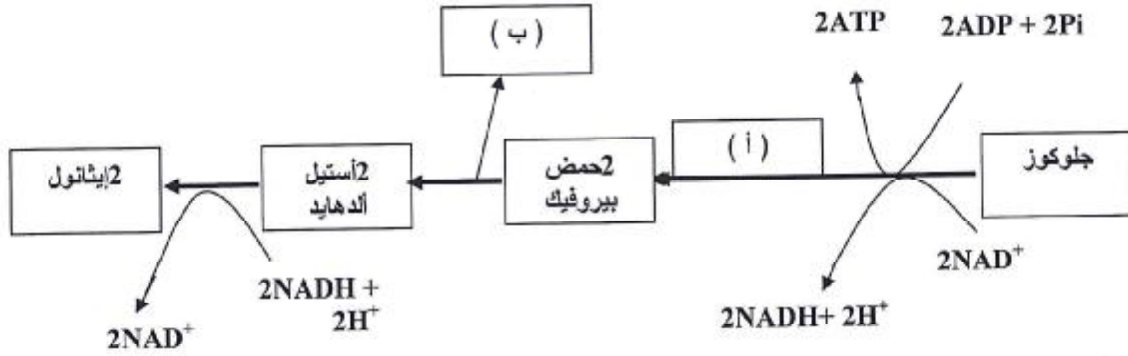 2ATP
2ADP + 2Pi
( ب )
( أ )
جلوكوز
2حمض
بيروفيك
2أستيل
ألدهايد
2إيثانول
2NAD⁺
2NADH+ 2H⁺
2NADH +
2H⁺
2NAD⁺